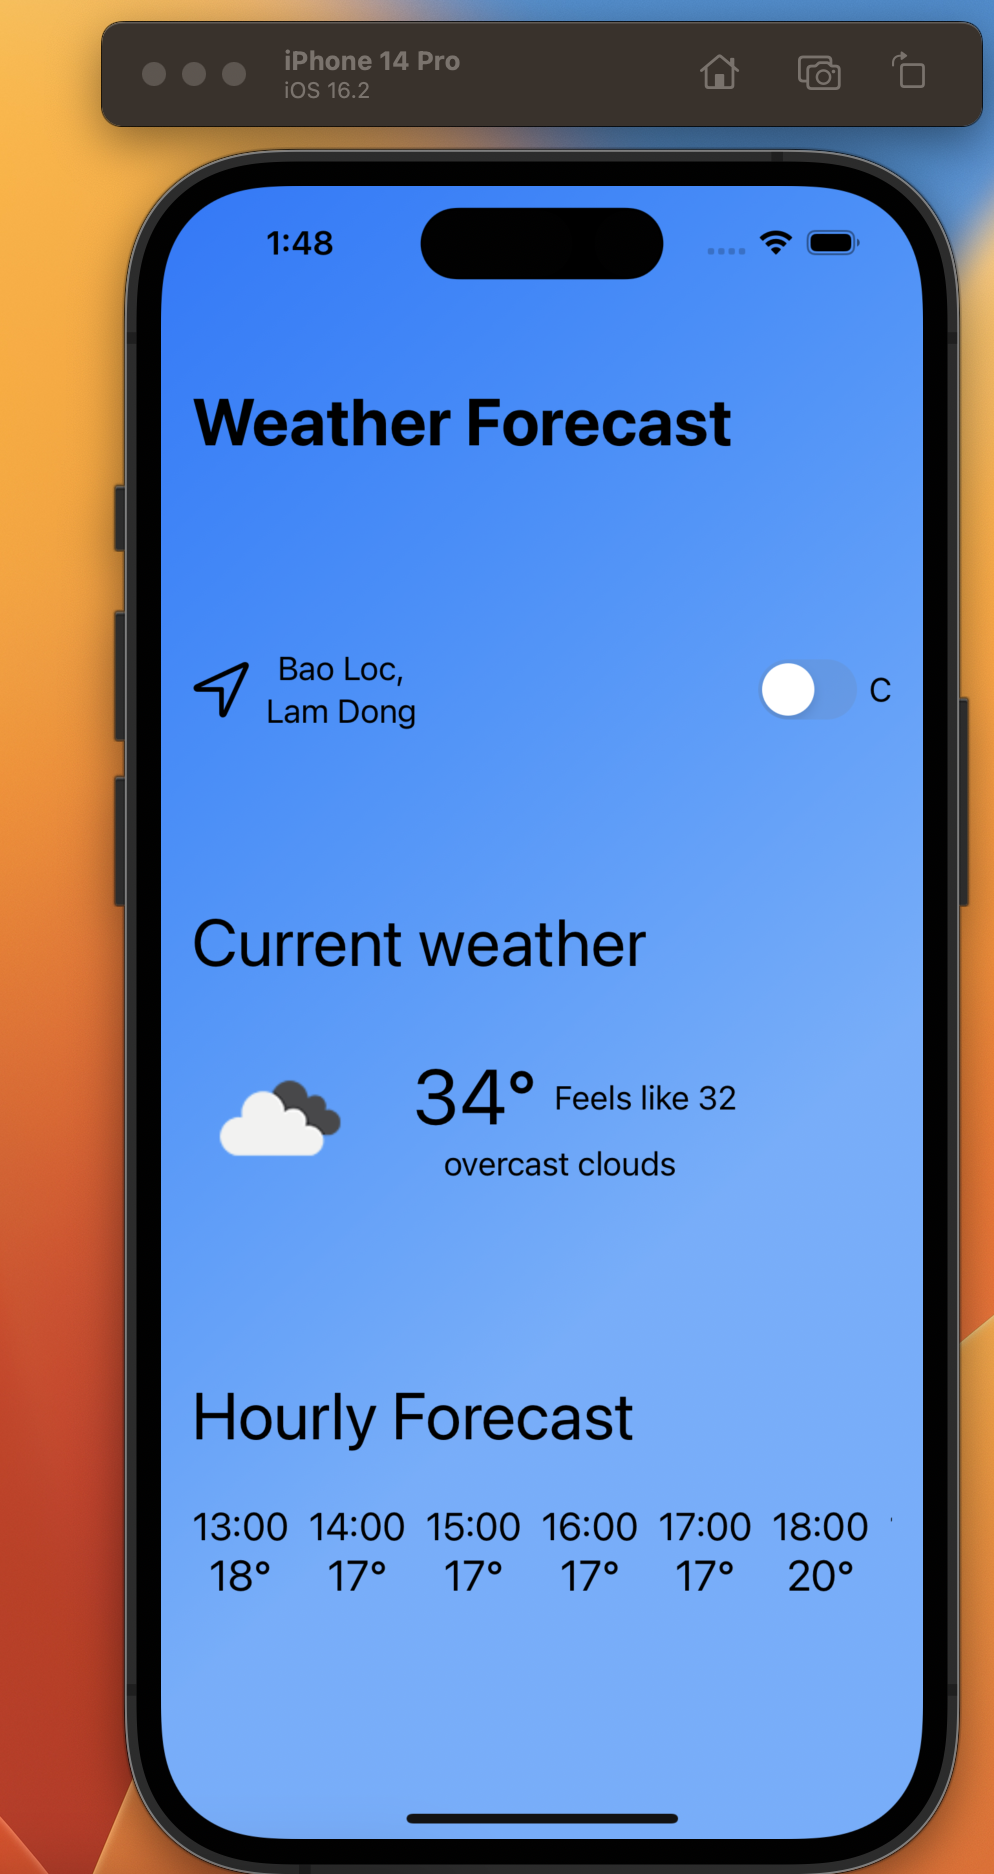 iPhone 14 Pro
iOS 16.2
1:48
Weather Forecast
Bao Loc,
Lam Dong
C
Current weather
34° Feels like 32
overcast clouds
Hourly Forecast
13:00 14:00 15:00 16:00 17:00 18:00
18° 17° 17° 17° 17° 20°